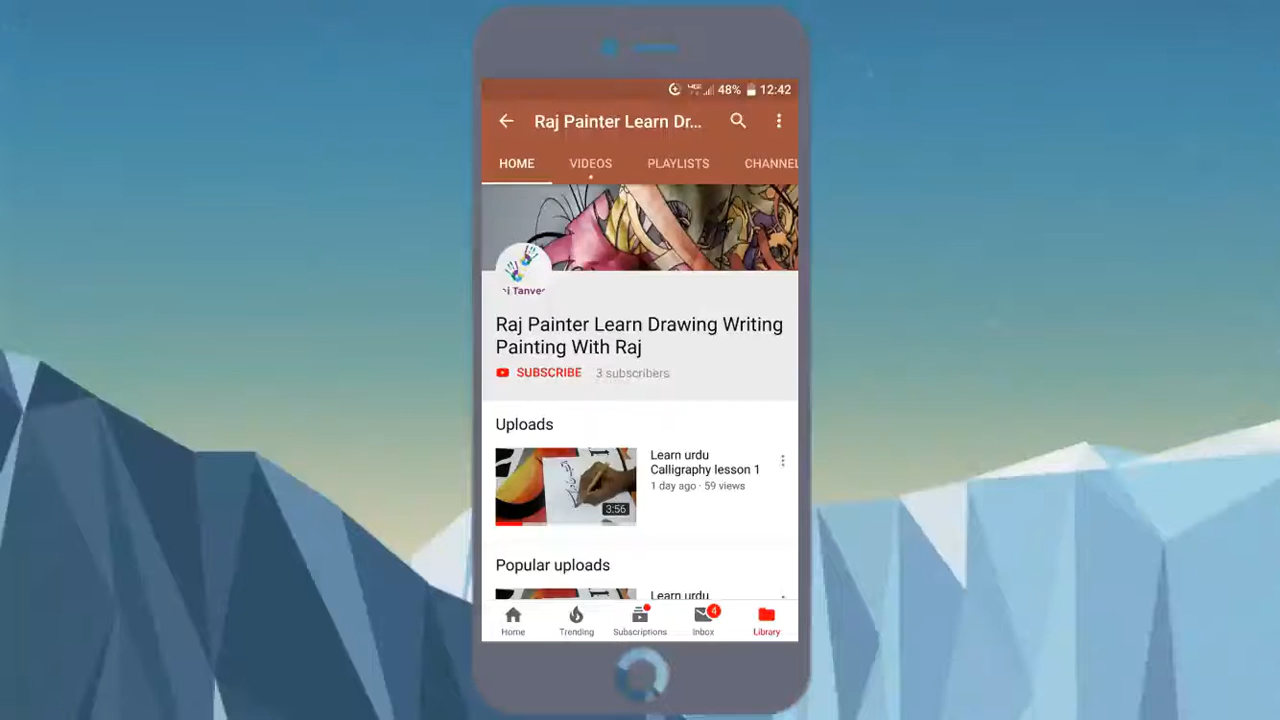 48% 12:42
Raj Painter Learn Dr...
HOME VIDEOS PLAYLISTS CHANNEL
Raj Painter Learn Drawing Writing
Painting With Raj
SUBSCRIBE 3 subscribers
Uploads
Learn urdu
Calligraphy lesson 1
1 day ago · 59 views
3:56
Popular uploads
Learn urdu
Home Trending Subscriptions Inbox 4 Library